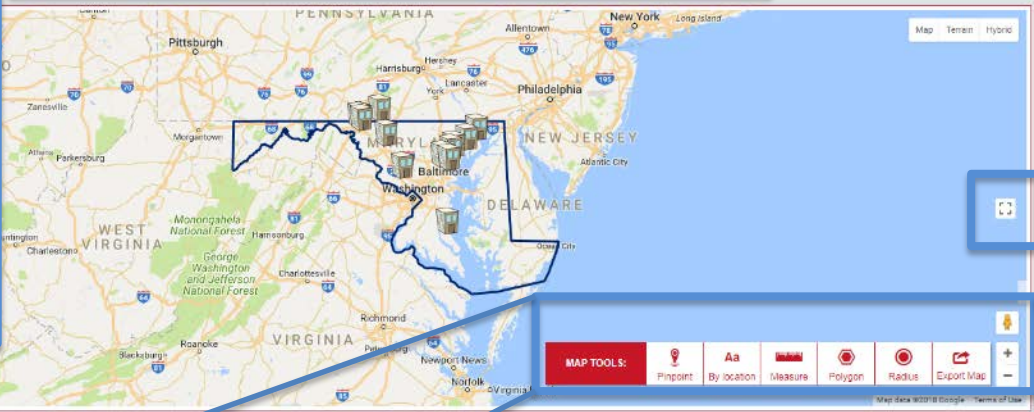 PENNSYLVANIA
New York
Long Island
Allentown
Pittsburgh
Map Terrain Hybrid
Hershey
Harrisburg
Lancaster
York
Philadelphia
Zanesville
Morgantown
NEW JERSEY
Athens
Parkersburg
Atlantic City
Baltimore
Washington
DELAWARE
Monongahela
National Forest
WEST
VIRGINIA
Harrisonburg
Charleston
Ocean City
George
Washington
and Jefferson
National Forest
Charlottesville
Richmond
Roanoke
VIRGINIA
Blacksburg
Newport News
Norfolk
MAP TOOLS:
Pinpoint
Aa
By location
Measure
Polygon
Radius
Export Map
+
−
Map data ©2018 Google Terms of Use